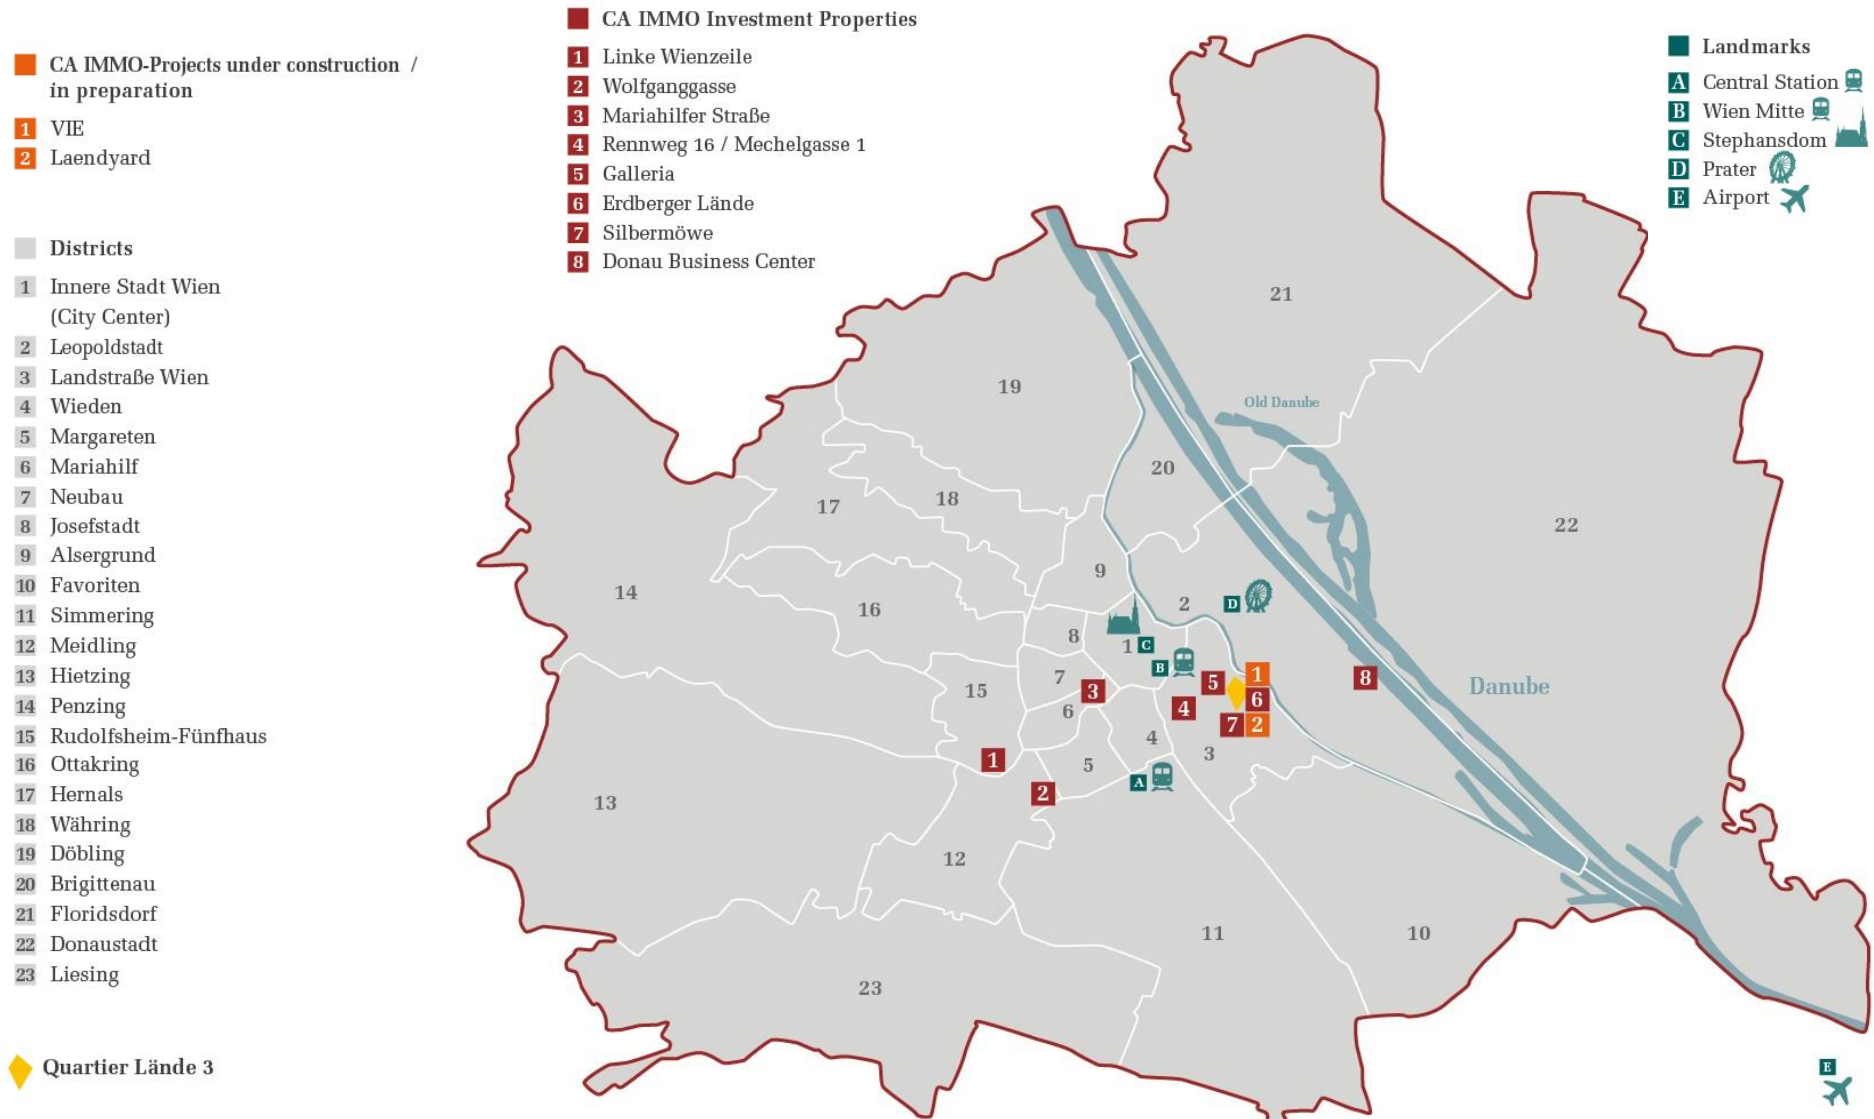 CA IMMO-Projects under construction /
in preparation
1 VIE
2 Laendyard
Districts
1 Innere Stadt Wien
(City Center)
2 Leopoldstadt
3 Landstraße Wien
4 Wieden
5 Margareten
6 Mariahilf
7 Neubau
8 Josefstadt
9 Alsergrund
10 Favoriten
11 Simmering
12 Meidling
13 Hietzing
14 Penzing
15 Rudolfsheim-Fünfhaus
16 Ottakring
17 Hernals
18 Währing
19 Döbling
20 Brigittenau
21 Floridsdorf
22 Donaustadt
23 Liesing
Quartier Lände 3
CA IMMO Investment Properties
1 Linke Wienzeile
2 Wolfganggasse
3 Mariahilfer Straße
4 Rennweg 16 / Mechelgasse 1
5 Galleria
6 Erdberger Lände
7 Silbermöwe
8 Donau Business Center
Landmarks
A Central Station
B Wien Mitte
C Stephansdom
D Prater
E Airport
21
19
Old Danube
20
18
17
22
9
14
2
D
16
8
1
C
B
7
15
3
5
1
8
Danube
6
6
4
7
2
4
3
1
5
A
2
13
12
11
10
23
E